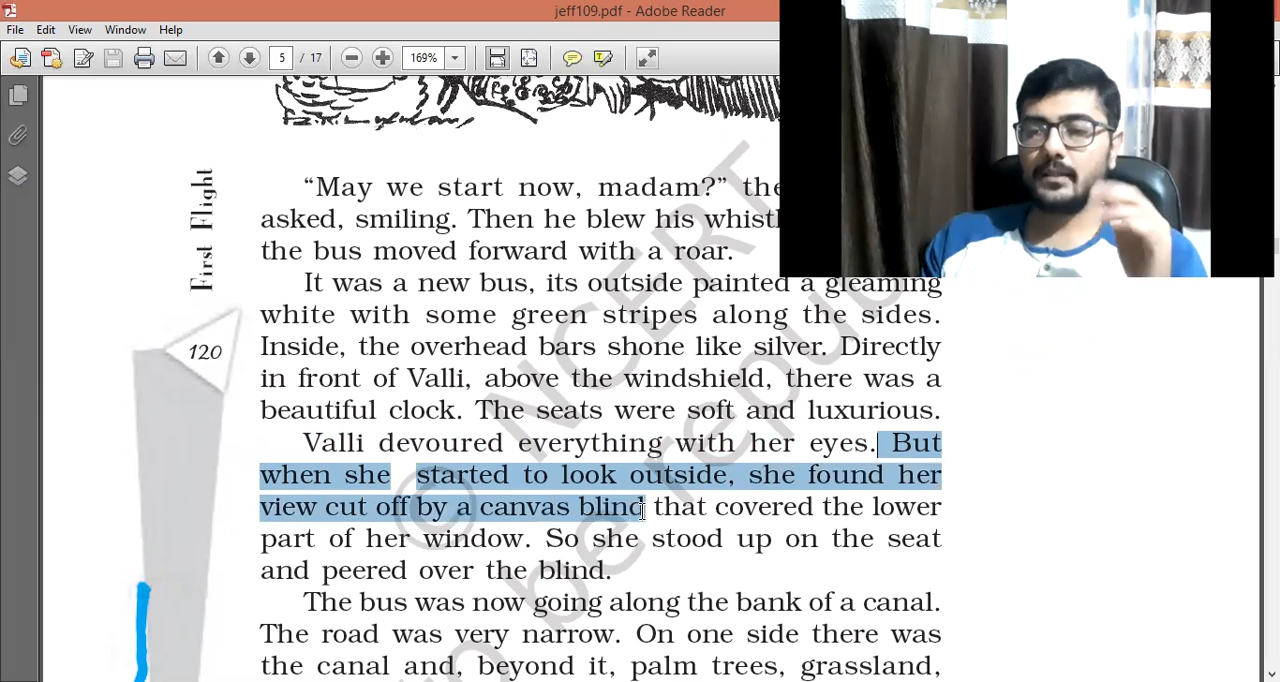 jeff109.pdf - Adobe Reader
File Edit View Window Help
5 / 17 169%
First Flight
120
“May we start now, madam?” the
asked, smiling. Then he blew his
the bus moved forward with a roar.
It was a new bus, its outside painted a gleaming
white with some green stripes along the sides.
Inside, the overhead bars shone like silver. Directly
in front of Valli, above the windshield, there was a
beautiful clock. The seats were soft and luxurious.
Valli devoured everything with her eyes. But
when she started to look outside, she found her
view cut off by a canvas blind that covered the lower
part of her window. So she stood up on the seat
and peered over the blind.
The bus was now going along the bank of a canal.
The road was very narrow. On one side there was
the canal and, beyond it, palm trees, grassland,
© NCERT
be republ